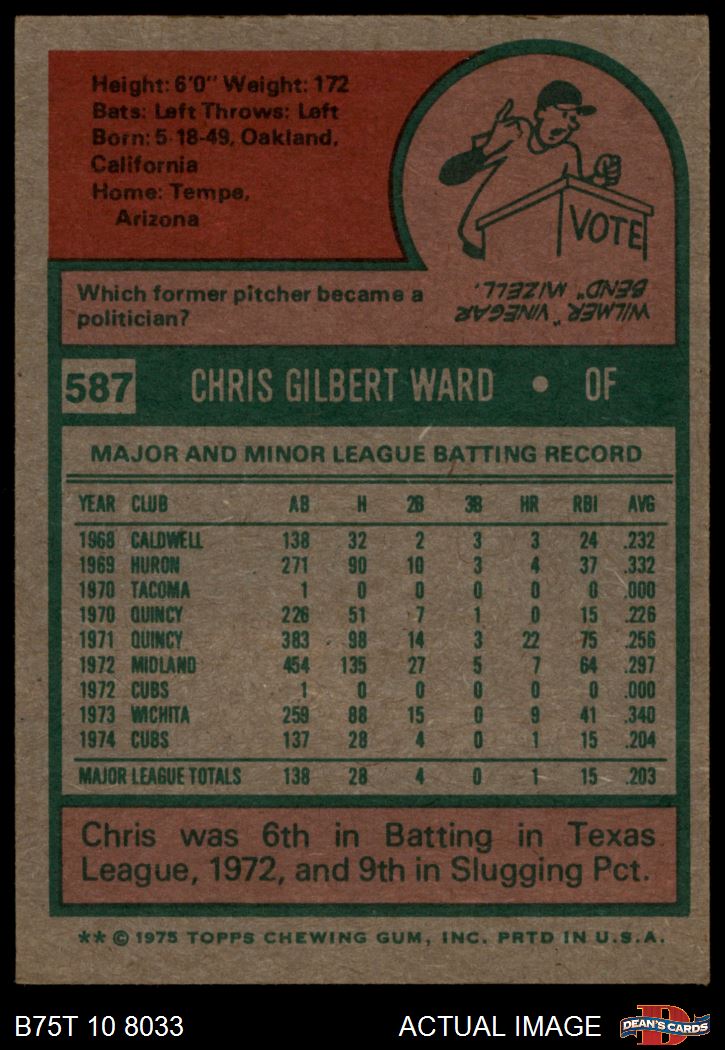 Height: 6'0" Weight: 172
Bats: Left Throws: Left
Born: 5-18-49, Oakland,
California
Home: Tempe,
Arizona
VOTE
Which former pitcher became a
politician?
WILMER "VINEGAR
BEND" MIZELL.
587 CHRIS GILBERT WARD • OF
MAJOR AND MINOR LEAGUE BATTING RECORD
YEAR CLUB AB H 2B 3B HR RBI AVG
1968 CALDWELL 138 32 2 3 3 24 .232
1969 HURON 271 90 10 3 4 37 .332
1970 TACOMA 1 0 0 0 0 0 .000
1970 QUINCY 226 51 7 1 0 15 .226
1971 QUINCY 383 98 14 3 22 75 .256
1972 MIDLAND 454 135 27 5 7 64 .297
1972 CUBS 1 0 0 0 0 0 .000
1973 WICHITA 259 88 15 0 9 41 .340
1974 CUBS 137 28 4 0 1 15 .204
MAJOR LEAGUE TOTALS 138 28 4 0 1 15 .203
Chris was 6th in Batting in Texas
League, 1972, and 9th in Slugging Pct.
** © 1975 TOPPS CHEWING GUM, INC. PRTD IN U.S.A.
B75T 10 8033 ACTUAL IMAGE D DEAN'S CARDS